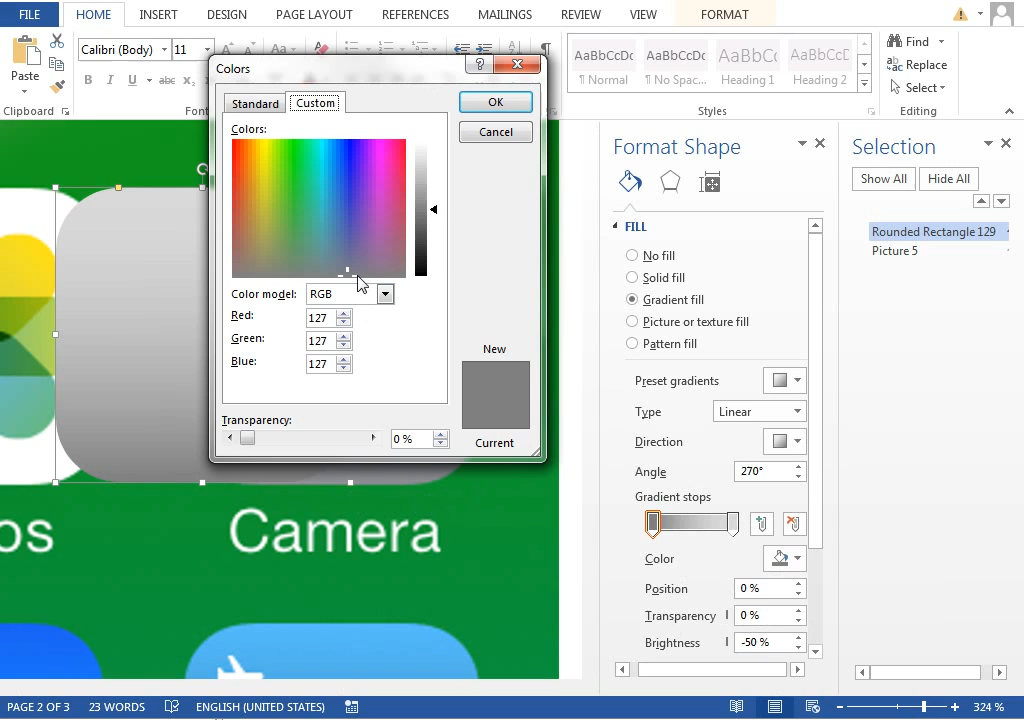 FILE HOME INSERT DESIGN PAGE LAYOUT REFERENCES MAILINGS REVIEW VIEW FORMAT
Calibri (Body) 11
Paste
B I U abc X₂
Clipboard Font
AaBbCcDc AaBbCcDc AaBbC AaBbCcD
¶ Normal ¶ No Spac... Heading 1 Heading 2
Styles
Find
Replace
Select
Editing
Colors
Standard Custom
Colors:
Color model: RGB
Red: 127
Green: 127
Blue: 127
Transparency:
0 %
OK
Cancel
New
Current
os Camera
Format Shape
FILL
No fill
Solid fill
Gradient fill
Picture or texture fill
Pattern fill
Preset gradients
Type Linear
Direction
Angle 270°
Gradient stops
Color
Position 0 %
Transparency 0 %
Brightness -50 %
Selection
Show All Hide All
Rounded Rectangle 129
Picture 5
PAGE 2 OF 3 23 WORDS ENGLISH (UNITED STATES) 324 %